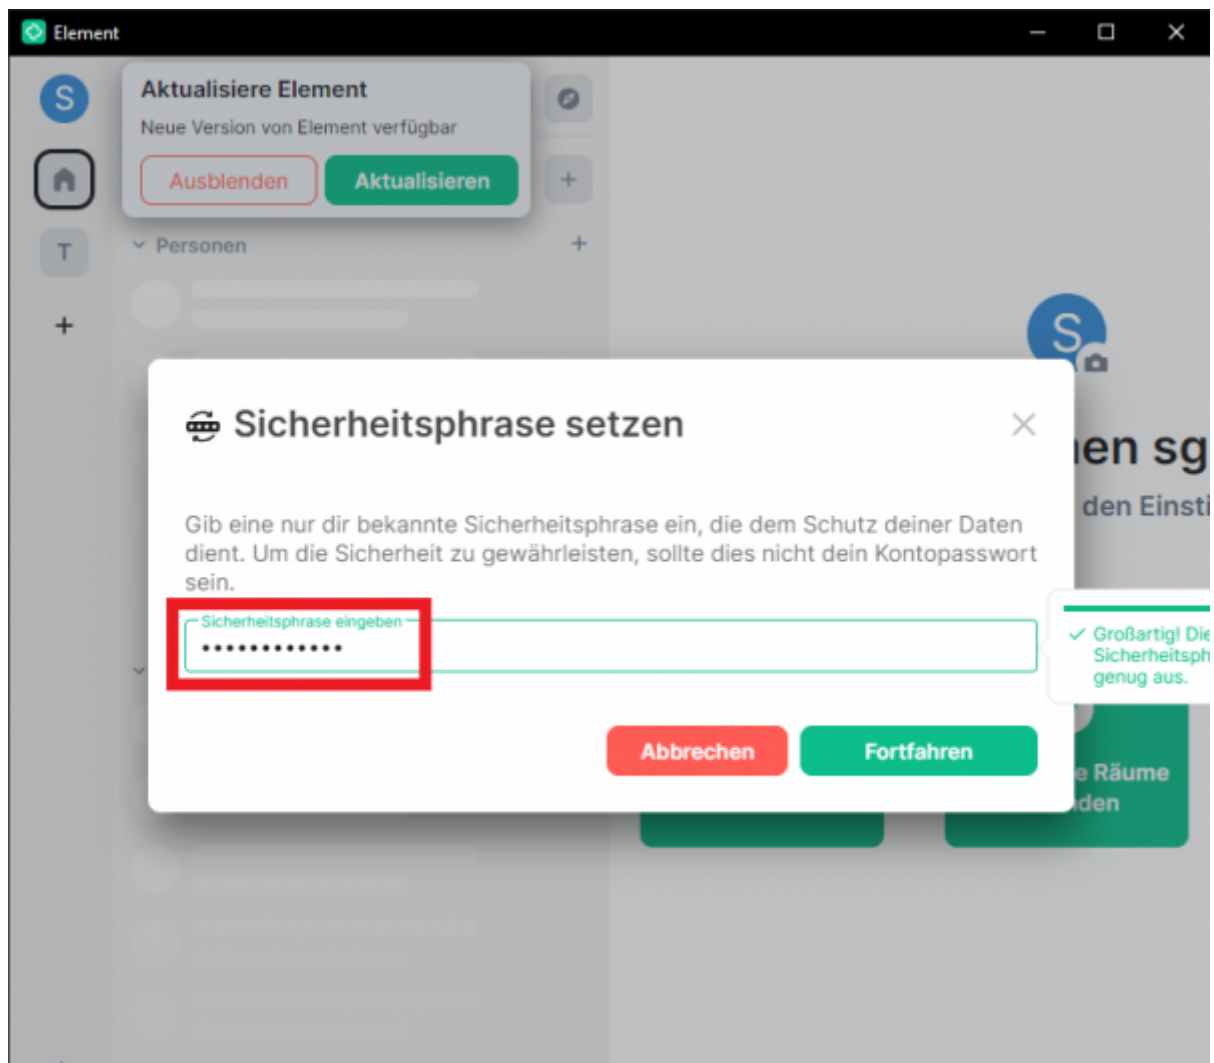 Element
S
Aktualisiere Element
Neue Version von Element verfügbar
Ausblenden
Aktualisieren
T
Personen
S
Sicherheitsphrase setzen
en sg
den Einsti
Gib eine nur dir bekannte Sicherheitsphrase ein, die dem Schutz deiner Daten
dient. Um die Sicherheit zu gewährleisten, sollte dies nicht dein Kontopasswort
sein.
Sicherheitsphrase eingeben
••••••••••••
Großartig! Die
Sicherheitsph
genug aus.
Abbrechen
Fortfahren
e Räume
nden